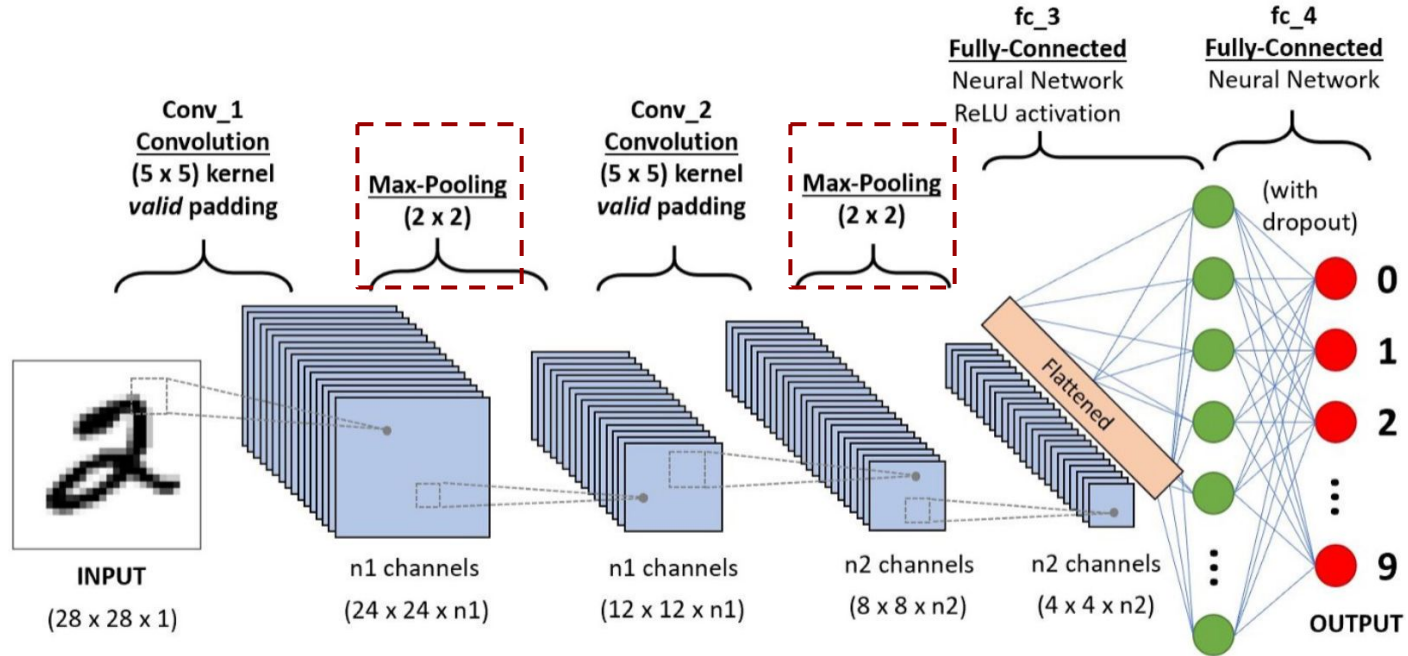 fc_3
Fully-Connected
Neural Network
ReLU activation
fc_4
Fully-Connected
Neural Network
Conv_1
Convolution
(5 x 5) kernel
valid padding
Max-Pooling
(2 x 2)
Conv_2
Convolution
(5 x 5) kernel
valid padding
Max-Pooling
(2 x 2)
(with
dropout)
Flattened
0
1
2
9
OUTPUT
INPUT
(28 x 28 x 1)
n1 channels
(24 x 24 x n1)
n1 channels
(12 x 12 x n1)
n2 channels
(8 x 8 x n2)
n2 channels
(4 x 4 x n2)
2